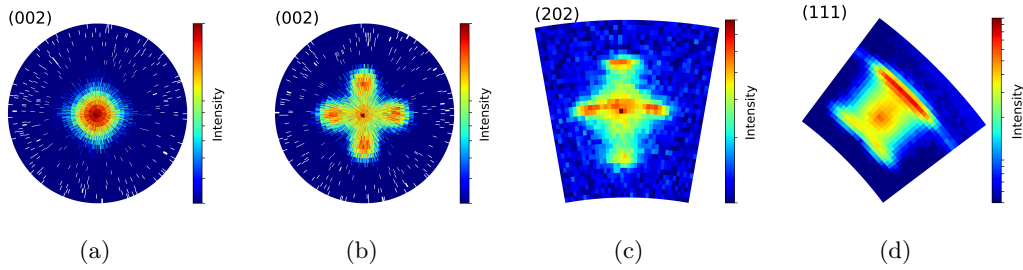 (002)
Intensity
(a)
(002)
Intensity
(b)
(202)
Intensity
(c)
(111)
Intensity
(d)